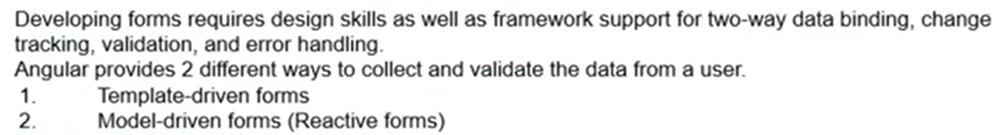 Developing forms requires design skills as well as framework support for two-way data binding, change
tracking, validation, and error handling.
Angular provides 2 different ways to collect and validate the data from a user.
1. Template-driven forms
2. Model-driven forms (Reactive forms)